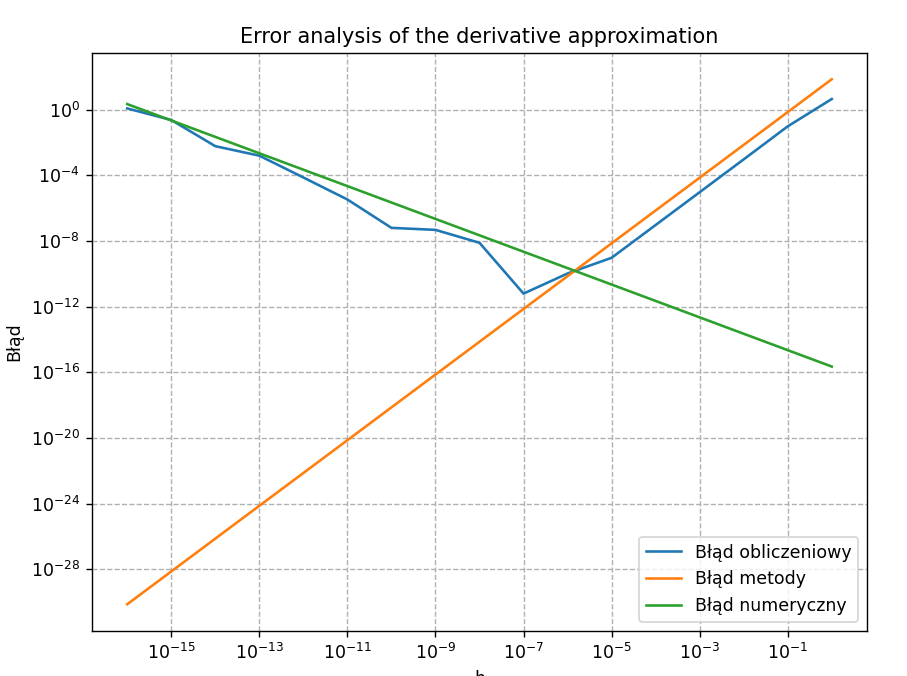 Error analysis of the derivative approximation
Błąd
10⁰
10⁻⁴
10⁻⁸
10⁻¹²
10⁻¹⁶
10⁻²⁰
10⁻²⁴
10⁻²⁸
Błąd obliczeniowy
Błąd metody
Błąd numeryczny
10⁻¹⁵ 10⁻¹³ 10⁻¹¹ 10⁻⁹ 10⁻⁷ 10⁻⁵ 10⁻³ 10⁻¹